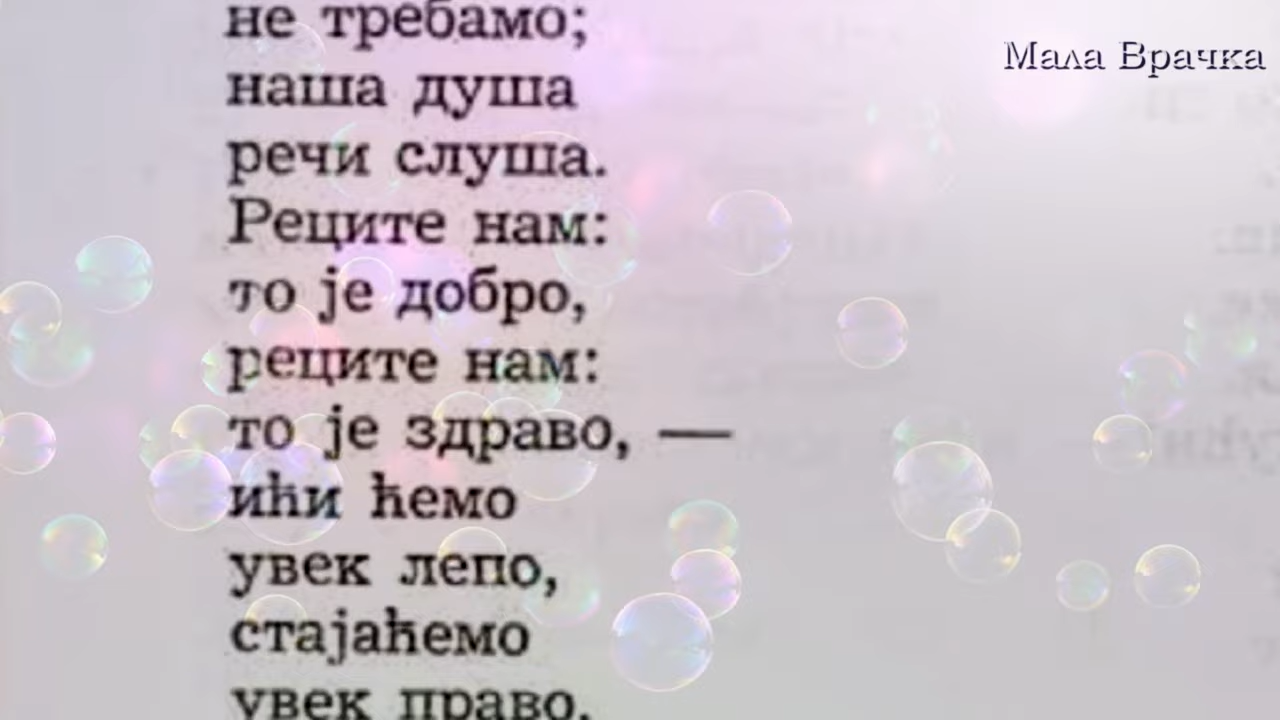 не требамо;
Мала Врачка
наша душа
речи слуша.
Реците нам:
то је добро,
реците нам:
то је здраво, —
ићи ћемо
увек лепо,
стајаћемо
увек право,